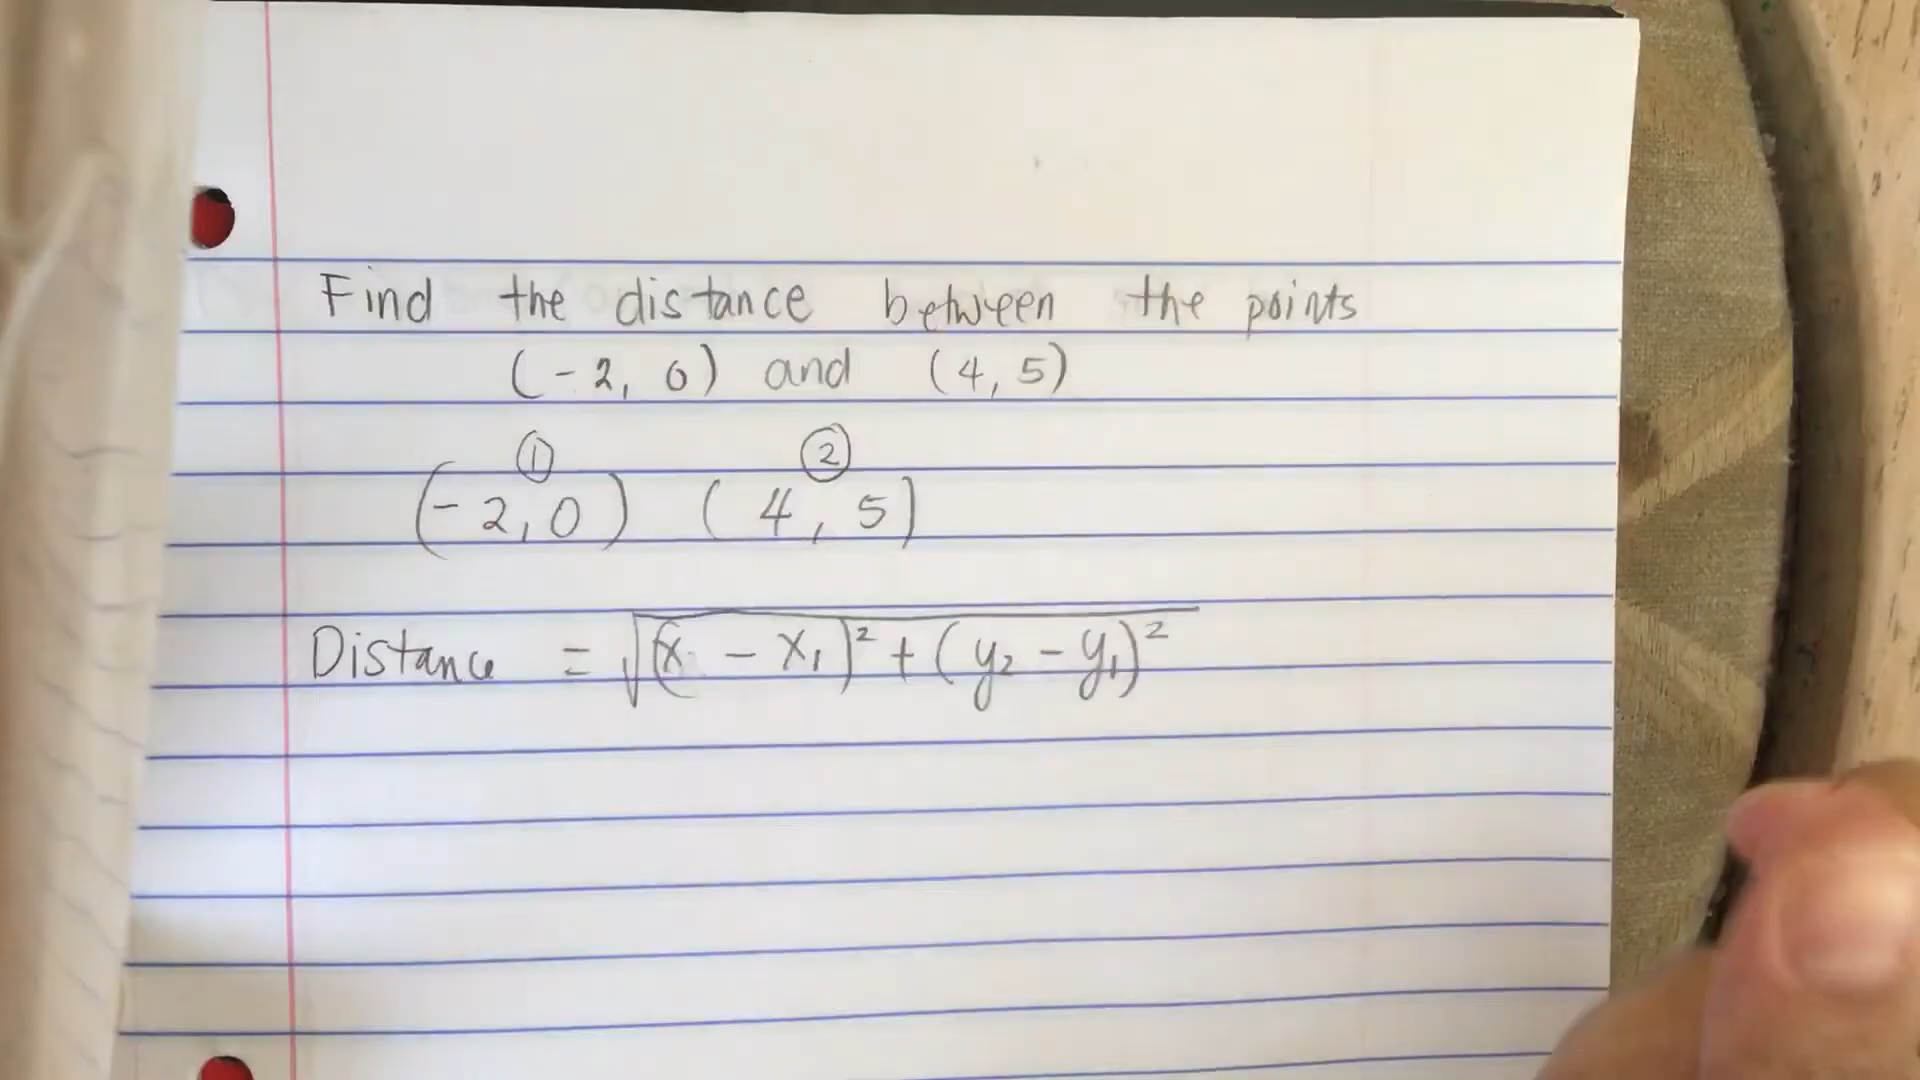 Find the distance between the points
(-2, 0) and (4, 5)
① ②
(-2, 0) (4, 5)
Distance = √(x - x₁)² + (y₂ - y₁)²